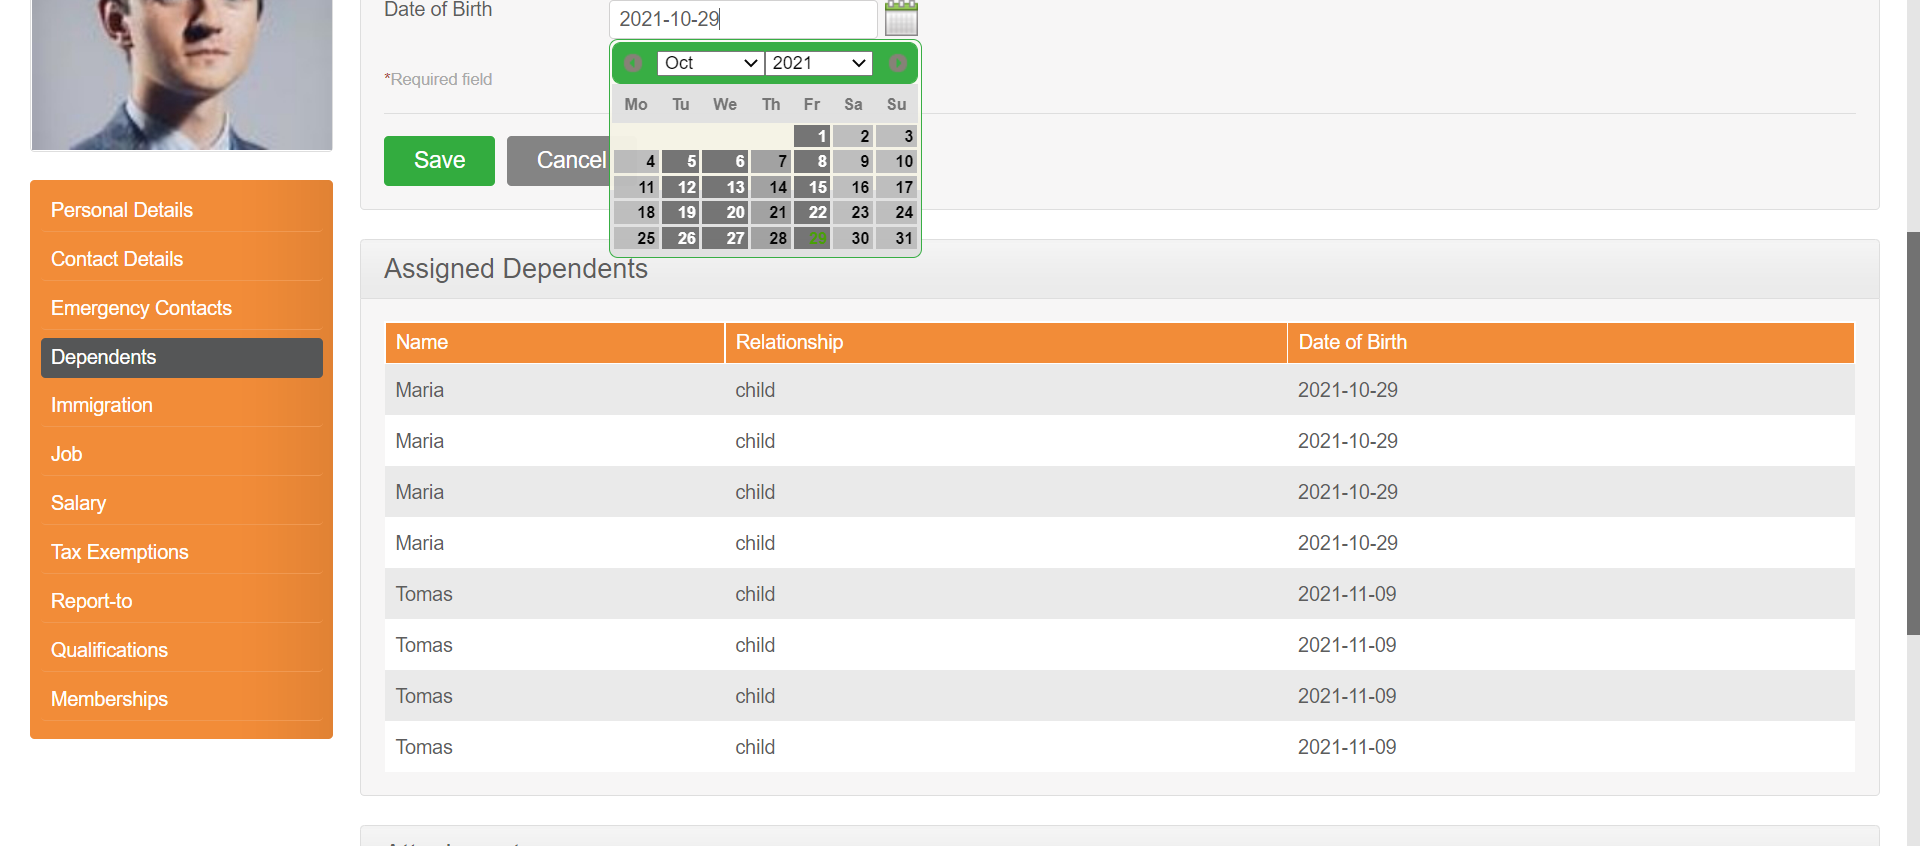 Date of Birth
2021-10-29
Oct 2021
*Required field
Mo Tu We Th Fr Sa Su
1 2 3
4 5 6 7 8 9 10
11 12 13 14 15 16 17
18 19 20 21 22 23 24
25 26 27 28 29 30 31
Save Cancel
Personal Details
Contact Details
Emergency Contacts
Dependents
Immigration
Job
Salary
Tax Exemptions
Report-to
Qualifications
Memberships
Assigned Dependents
Name Relationship Date of Birth
Maria child 2021-10-29
Maria child 2021-10-29
Maria child 2021-10-29
Maria child 2021-10-29
Tomas child 2021-11-09
Tomas child 2021-11-09
Tomas child 2021-11-09
Tomas child 2021-11-09